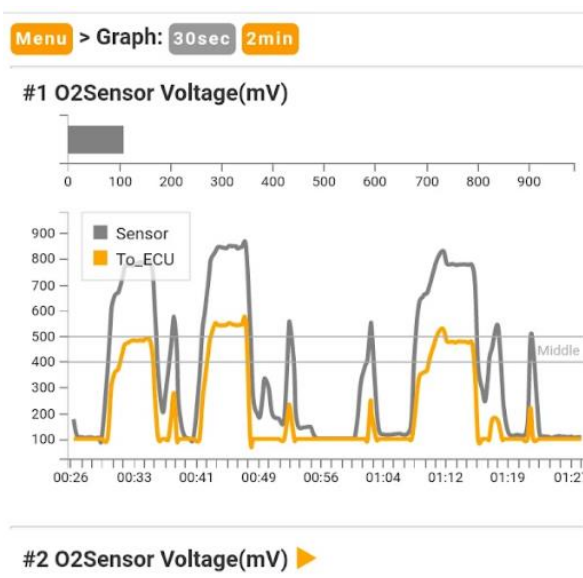 Menu > Graph: 30sec 2min
#1 O2Sensor Voltage(mV)
0 100 200 300 400 500 600 700 800 900
900
Sensor
800
To_ECU
700
600
500
Middle
400
300
200
100
00:26 00:33 00:41 00:49 00:56 01:04 01:12 01:19 01:27
#2 O2Sensor Voltage(mV)